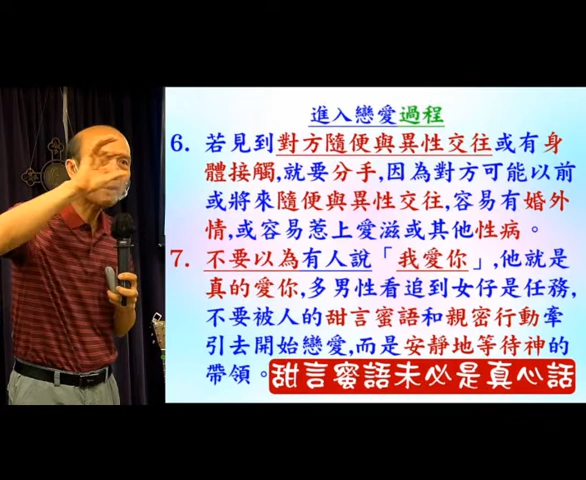 進入戀愛過程
6. 若見到對方隨便與異性交往或有身
體接觸,就要分手,因為對方可能以前
或將來隨便與異性交往,容易有婚外
情,或容易惹上愛滋或其他性病。
7. 不要以為有人說「我愛你」,他就是
真的愛你,多男性看追到女仔是任務,
不要被人的甜言蜜語和親密行動牽
引去開始戀愛,而是安靜地等待神的
帶領。
甜言蜜語未必是真心話